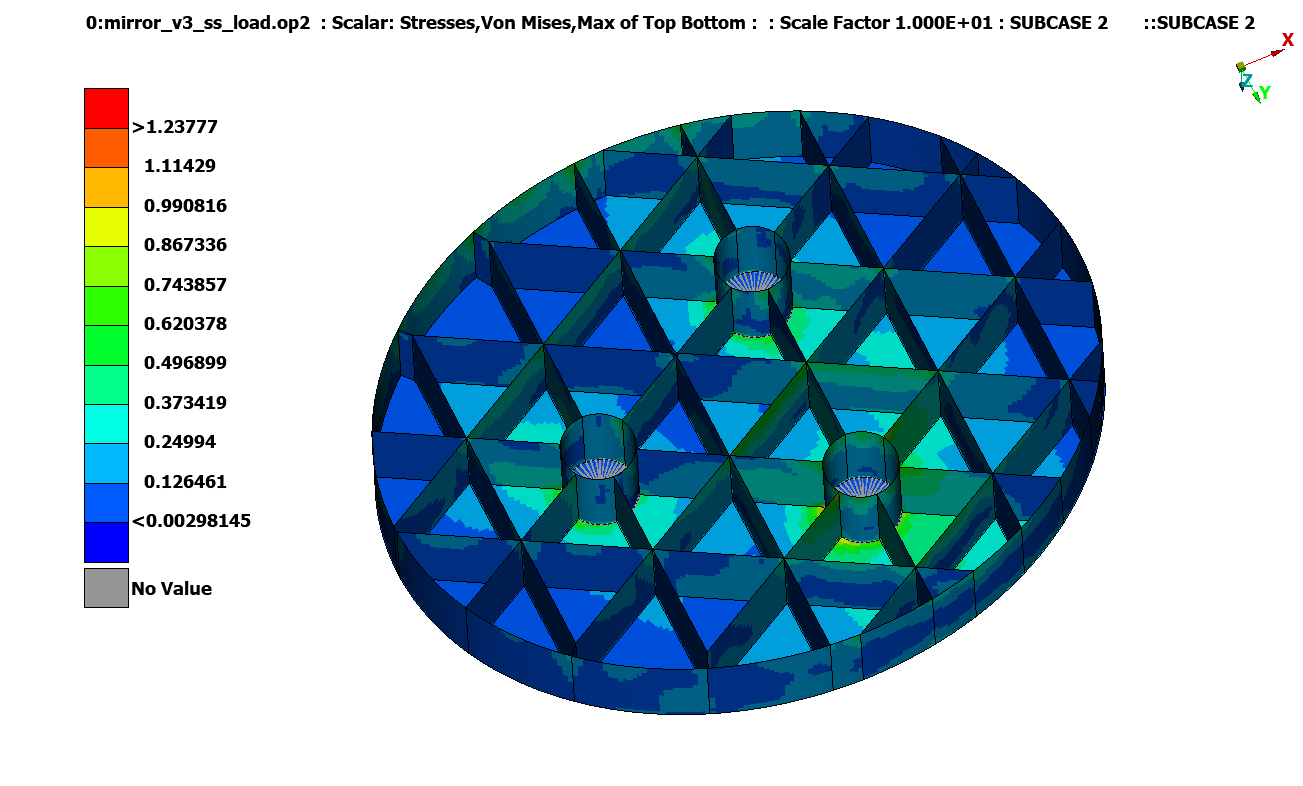 0:mirror_v3_ss_load.op2 : Scalar: Stresses,Von Mises,Max of Top Bottom : : Scale Factor 1.000E+01 : SUBCASE 2 ::SUBCASE 2
X
Z
Y
>1.23777
1.11429
0.990816
0.867336
0.743857
0.620378
0.496899
0.373419
0.24994
0.126461
<0.00298145
No Value